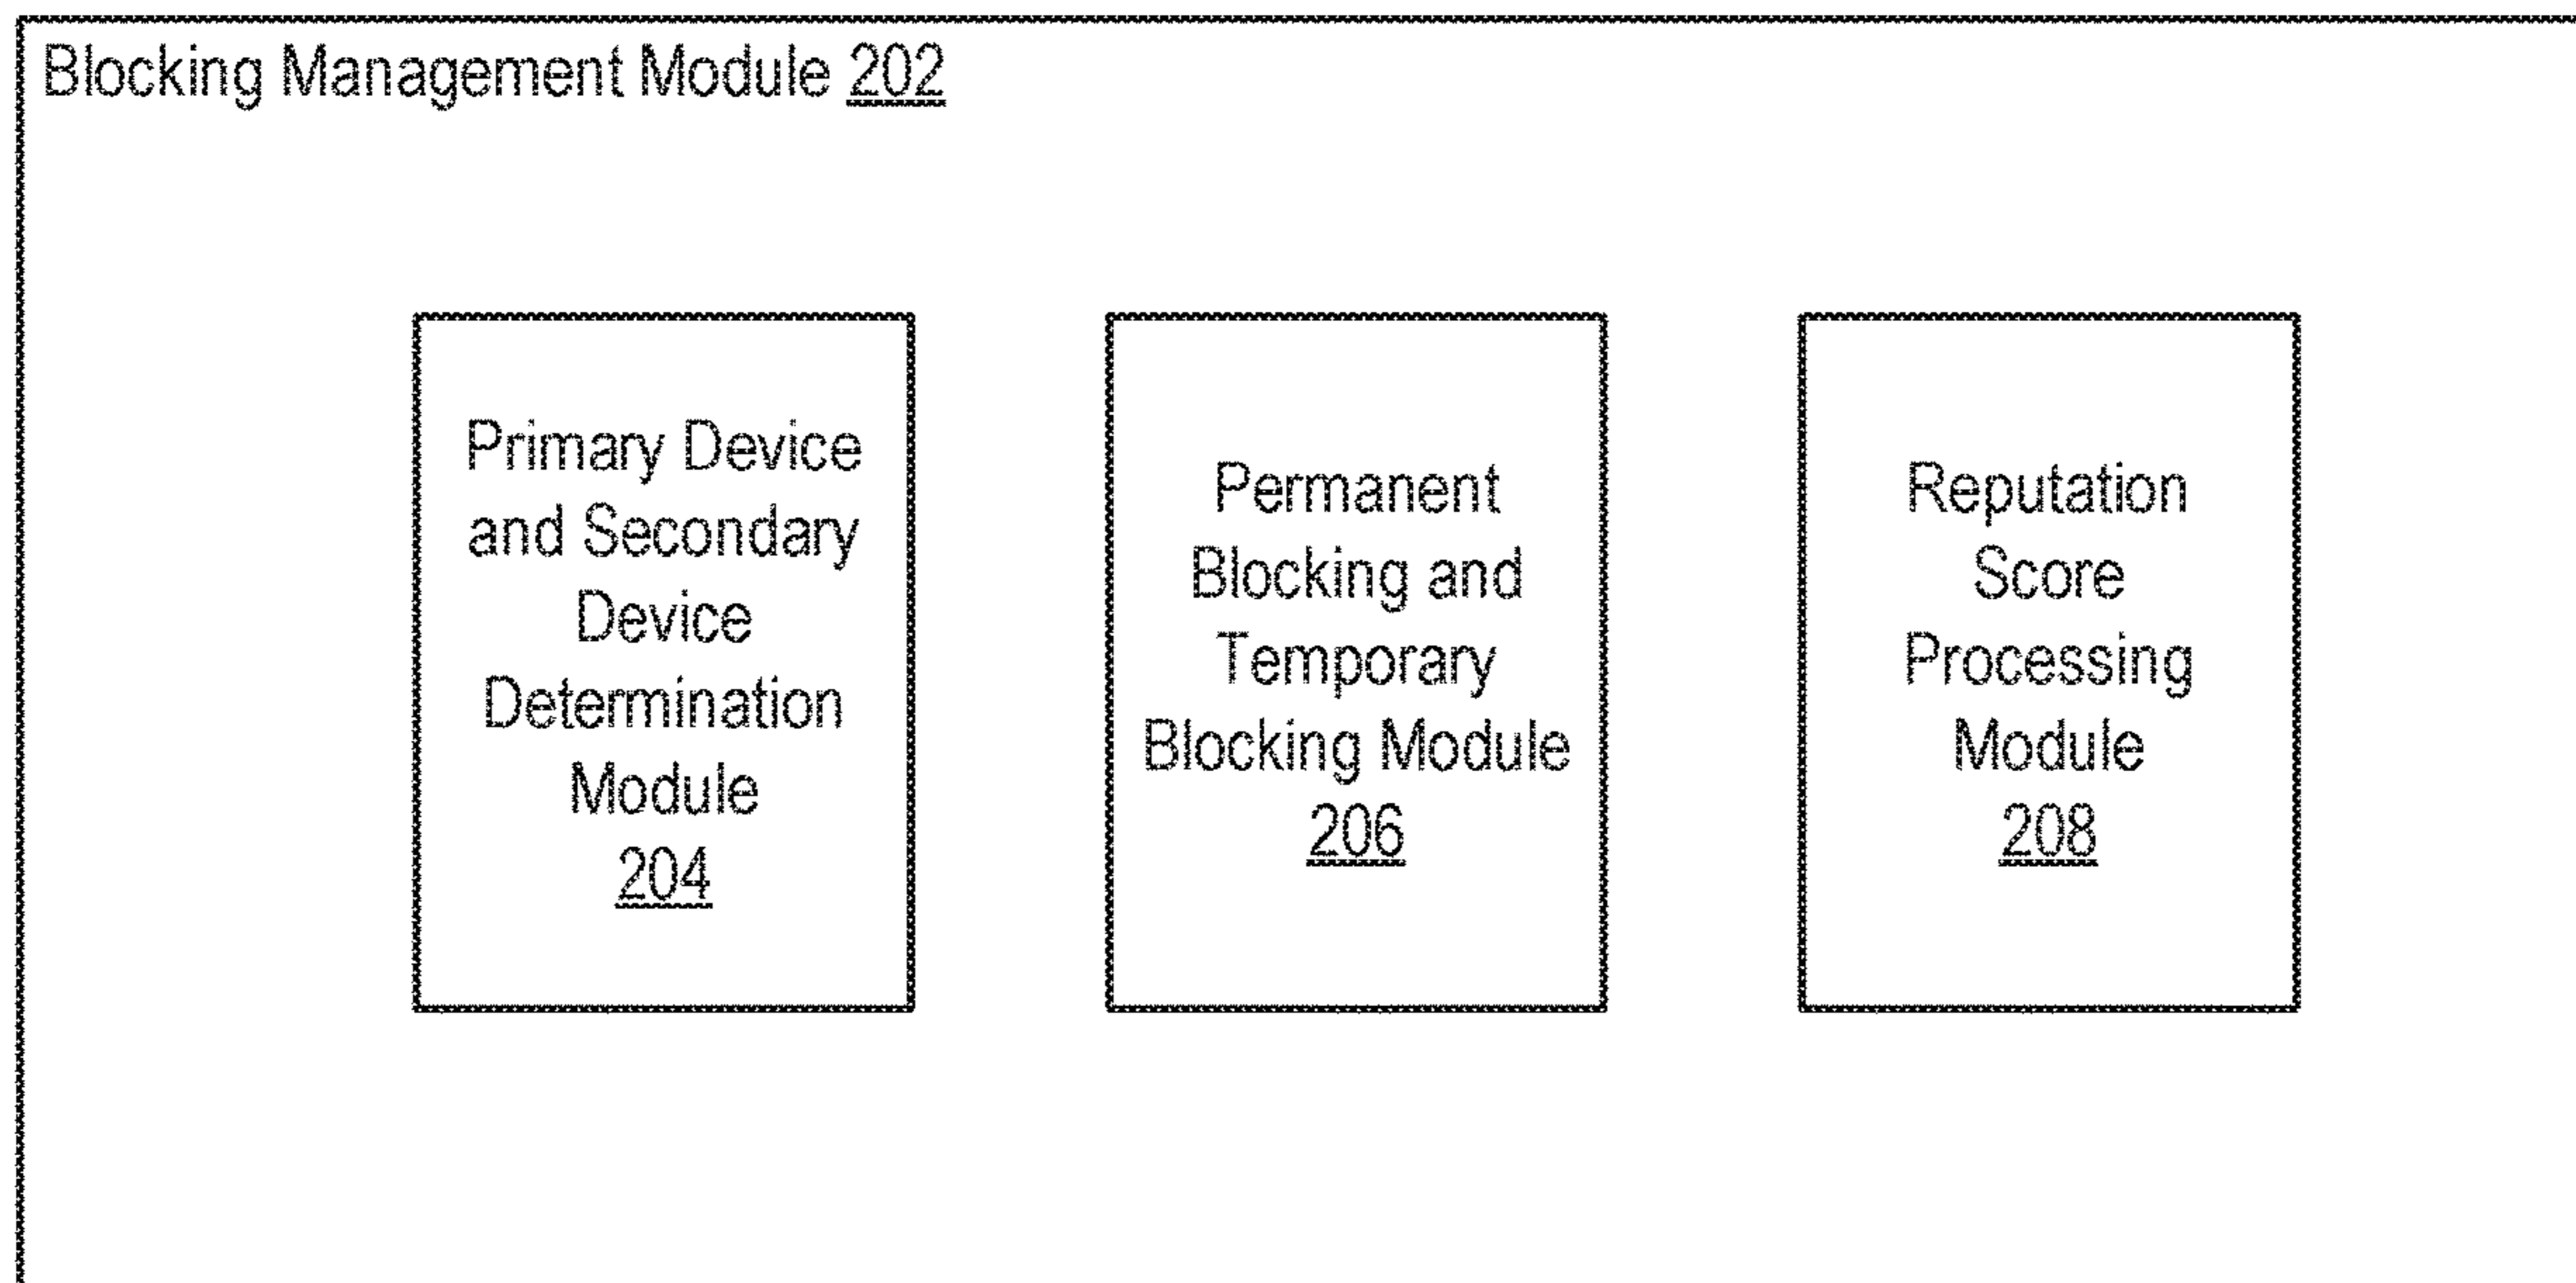 Blocking Management Module 202
Primary Device
and Secondary
Device
Determination
Module
204
Permanent
Blocking and
Temporary
Blocking Module
206
Reputation
Score
Processing
Module
208